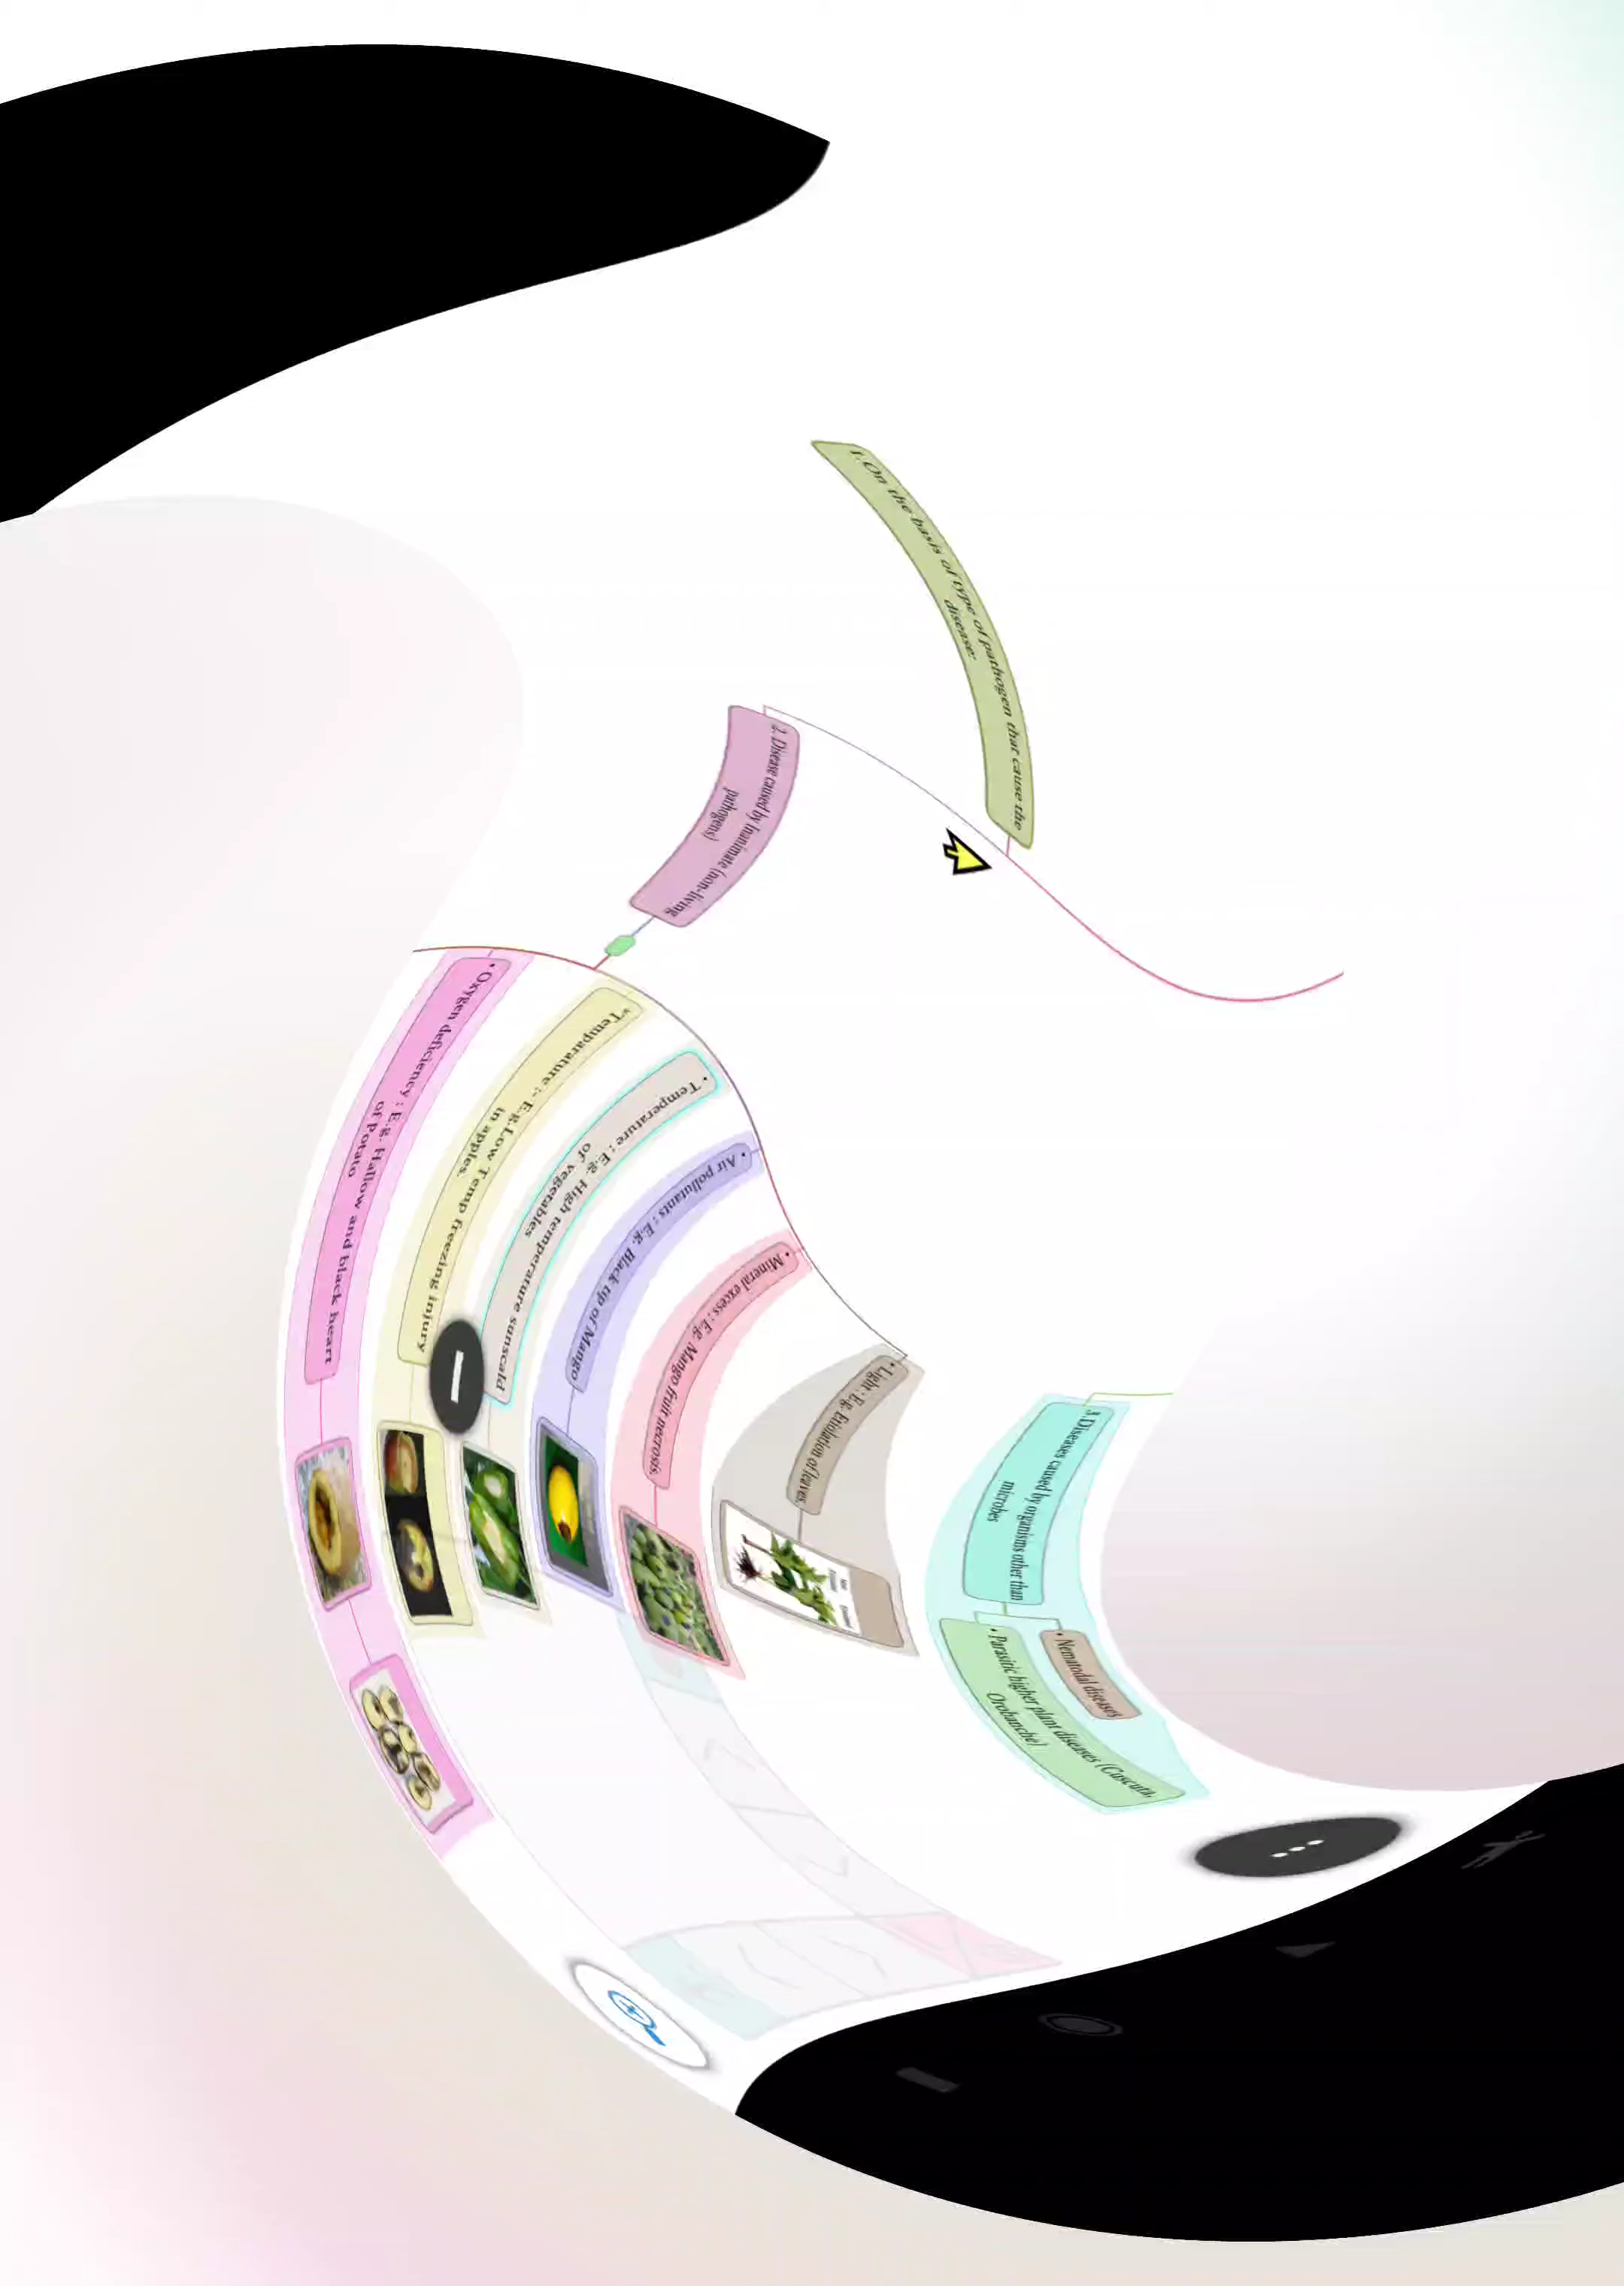 1. On the basis of type of pathogen that cause the
disease:
2. Disease caused by Inanimate (non-living
pathogens)
• Oxygen deficiency : E.g. Hallow and black heart
of Potato
• Temparature :- E.g.Low Temp freezing injury
in apples.
• Temperature : E.g. High temperature sunscald
of vegetables
• Air pollutants : E.g. Black tip of Mango
• Mineral excess : E.g. Mango fruit necrosis.
• Light : E.g. Etiolation of leaves.
3.Diseases caused by organisms other than
microbes
• Nematodal diseases
• Parasitic higher plant diseases (Cuscuta,
Orobanche)